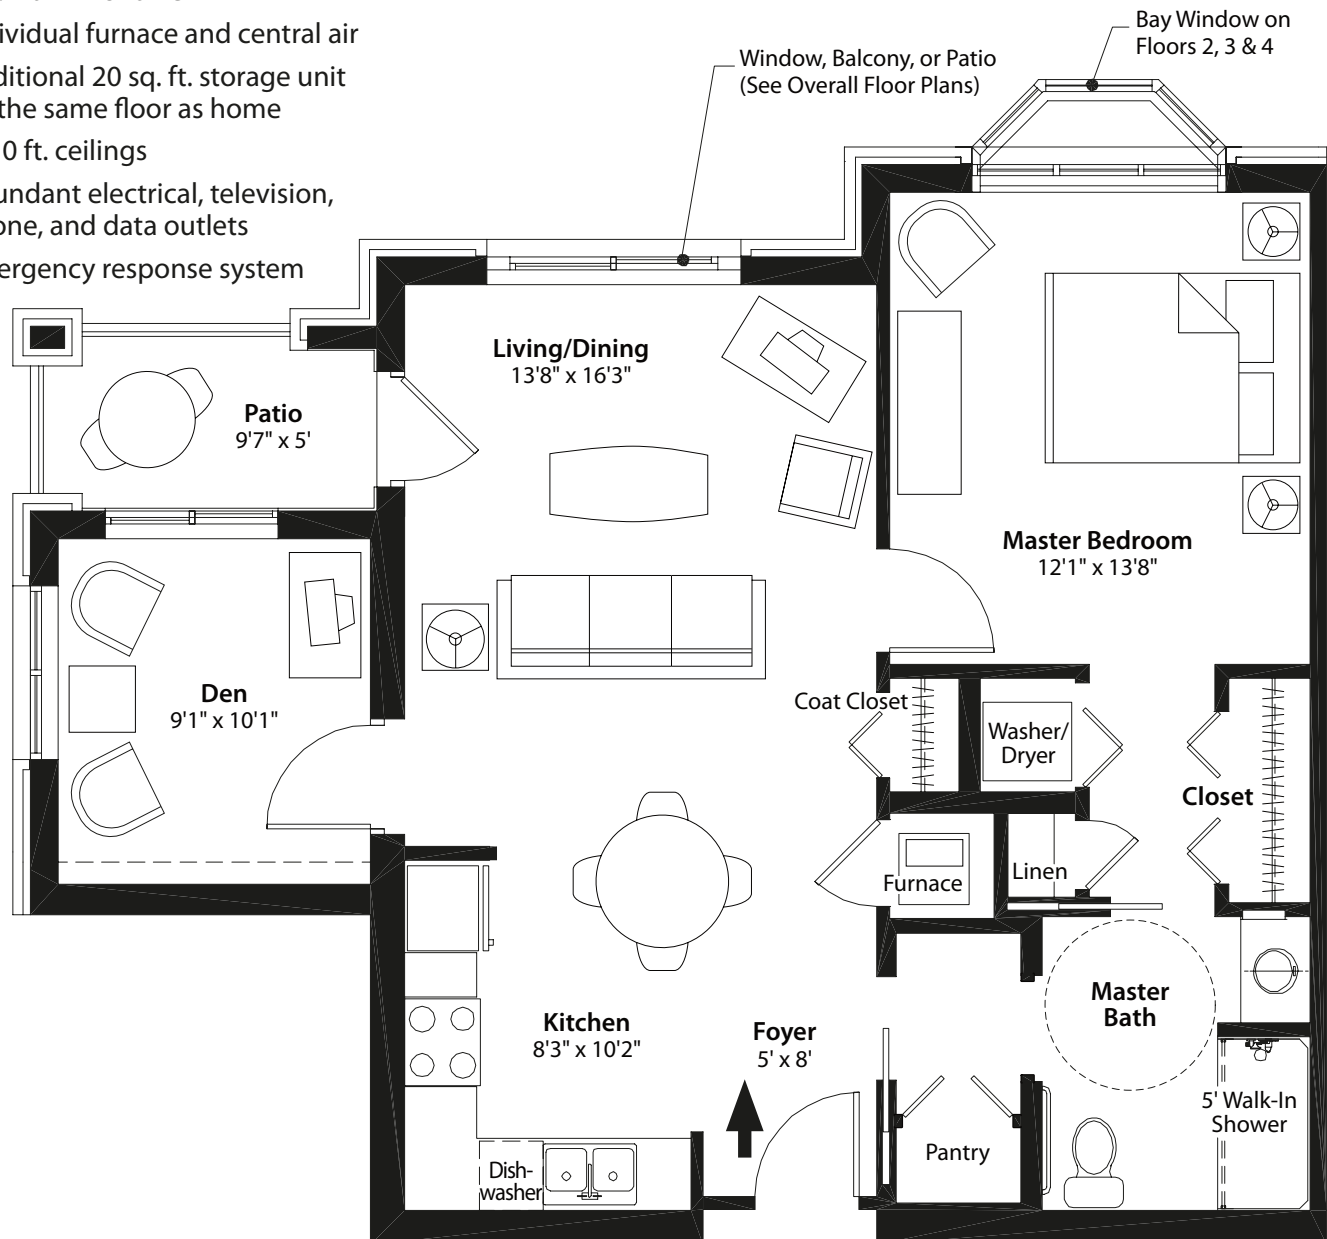 ividual furnace and central air
ditional 20 sq. ft. storage unit
the same floor as home
0 ft. ceilings
undant electrical, television,
one, and data outlets
ergency response system
Window, Balcony, or Patio
(See Overall Floor Plans)
Bay Window on
Floors 2, 3 & 4
Living/Dining
13'8" x 16'3"
Patio
9'7" x 5'
Master Bedroom
12'1" x 13'8"
Den
9'1" x 10'1"
Coat Closet
Washer/
Dryer
Closet
Furnace
Linen
Master
Bath
Kitchen
8'3" x 10'2"
Foyer
5' x 8'
5' Walk-In
Shower
Pantry
Dish-
washer